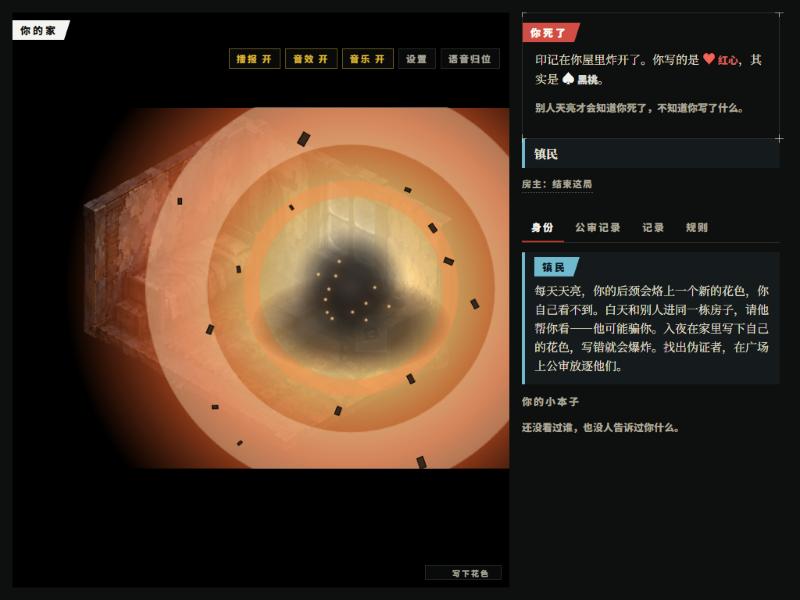 你的家
播报 开
音效 开
音乐 开
设置
语音归位
写下花色
你死了
印记在你屋里炸开了。你写的是 ♥ 红心，其
实是 ♠ 黑桃。
别人天亮才会知道你死了，不知道你写了什么。
镇民
房主：结束这局
身份
公审记录
记录
规则
镇民
每天天亮，你的后颈会烙上一个新的花色，你
自己看不到。白天和别人进同一栋房子，请他
帮你看——他可能骗你。入夜在家里写下自己
的花色，写错就会爆炸。找出伪证者，在广场
上公审放逐他们。
你的小本子
还没看过谁，也没人告诉过你什么。